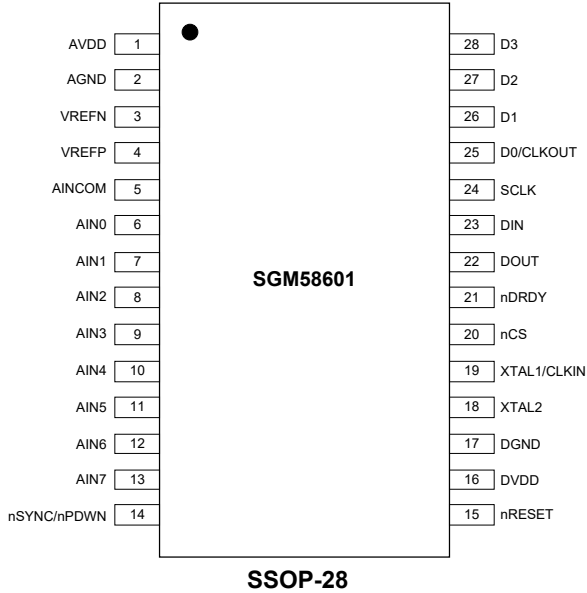 AVDD 1 28 D3
AGND 2 27 D2
VREFN 3 26 D1
VREFP 4 25 D0/CLKOUT
AINCOM 5 24 SCLK
AIN0 6 23 DIN
AIN1 7 22 DOUT
SGM58601
AIN2 8 21 nDRDY
AIN3 9 20 nCS
AIN4 10 19 XTAL1/CLKIN
AIN5 11 18 XTAL2
AIN6 12 17 DGND
AIN7 13 16 DVDD
nSYNC/nPDWN 14 15 nRESET
SSOP-28